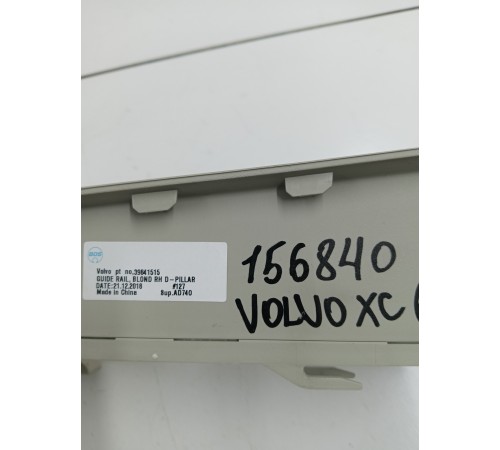 Volvo pt no.39841515
GUIDE RAIL, BLOND RH D-PILLAR
DATE:21.12.2018 #127
Made in China Sup.AD740
156840
VOLVO XC